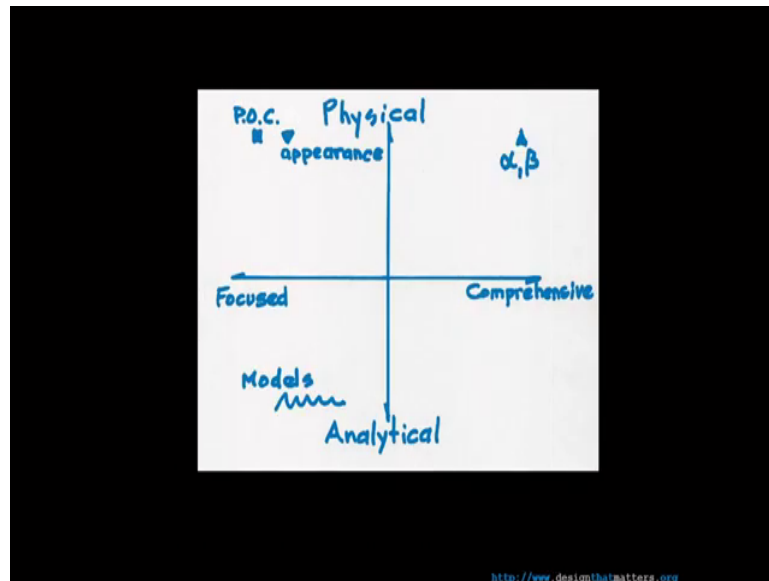 P.O.C.
Physical
appearance
α,β
Focused
Comprehensive
Models
Analytical
http://www.designthatmatters.org